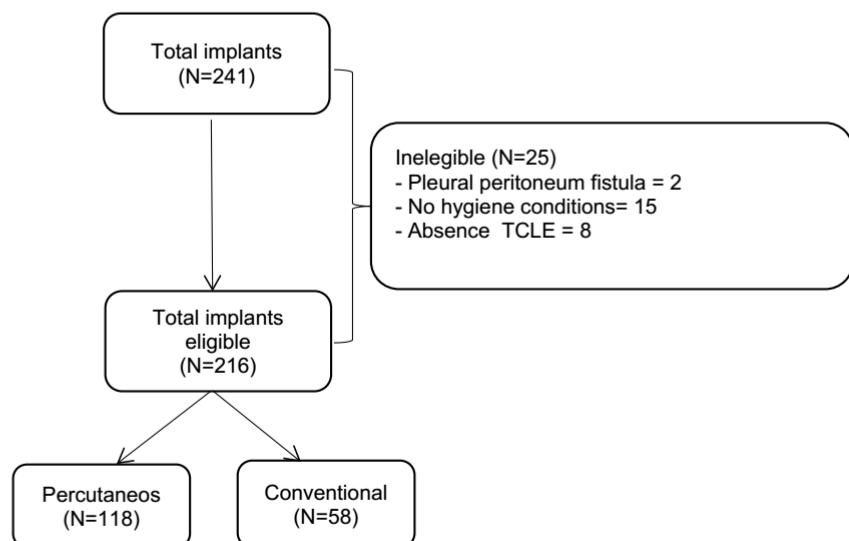 Total implants
(N=241)
Inelegible (N=25)
- Pleural peritoneum fistula = 2
- No hygiene conditions= 15
- Absence  TCLE = 8
Total implants
eligible
(N=216)
Percutaneos
(N=118)
Conventional
(N=58)